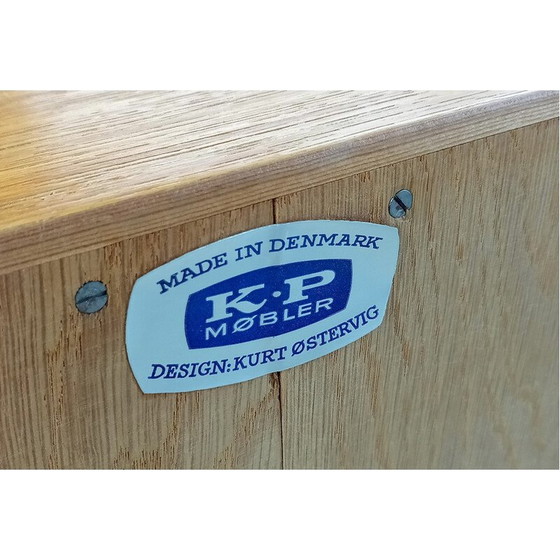 MADE IN DENMARK
K·P
MØBLER
DESIGN: KURT ØSTERVIG